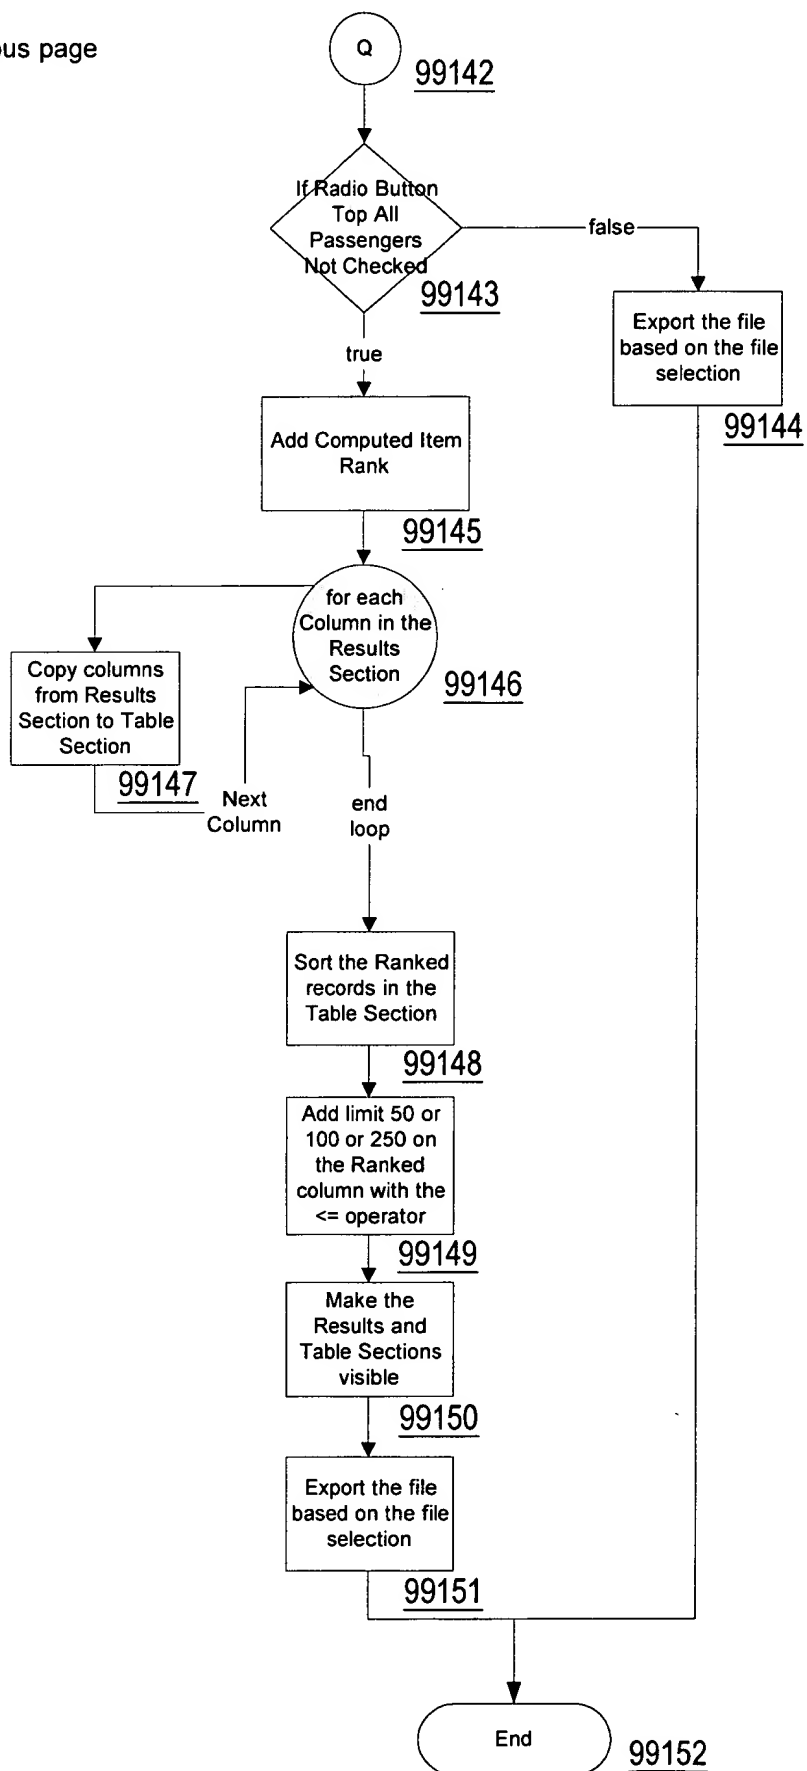 ous page
Q
99142
If Radio Button
Top All
Passengers
Not Checked
99143
false
Export the file
based on the file
selection
99144
true
Add Computed Item
Rank
99145
for each
Column in the
Results
Section
99146
Copy columns
from Results
Section to Table
Section
99147
Next
Column
end
loop
Sort the Ranked
records in the
Table Section
99148
Add limit 50 or
100 or 250 on
the Ranked
column with the
<= operator
99149
Make the
Results and
Table Sections
visible
99150
Export the file
based on the file
selection
99151
End
99152